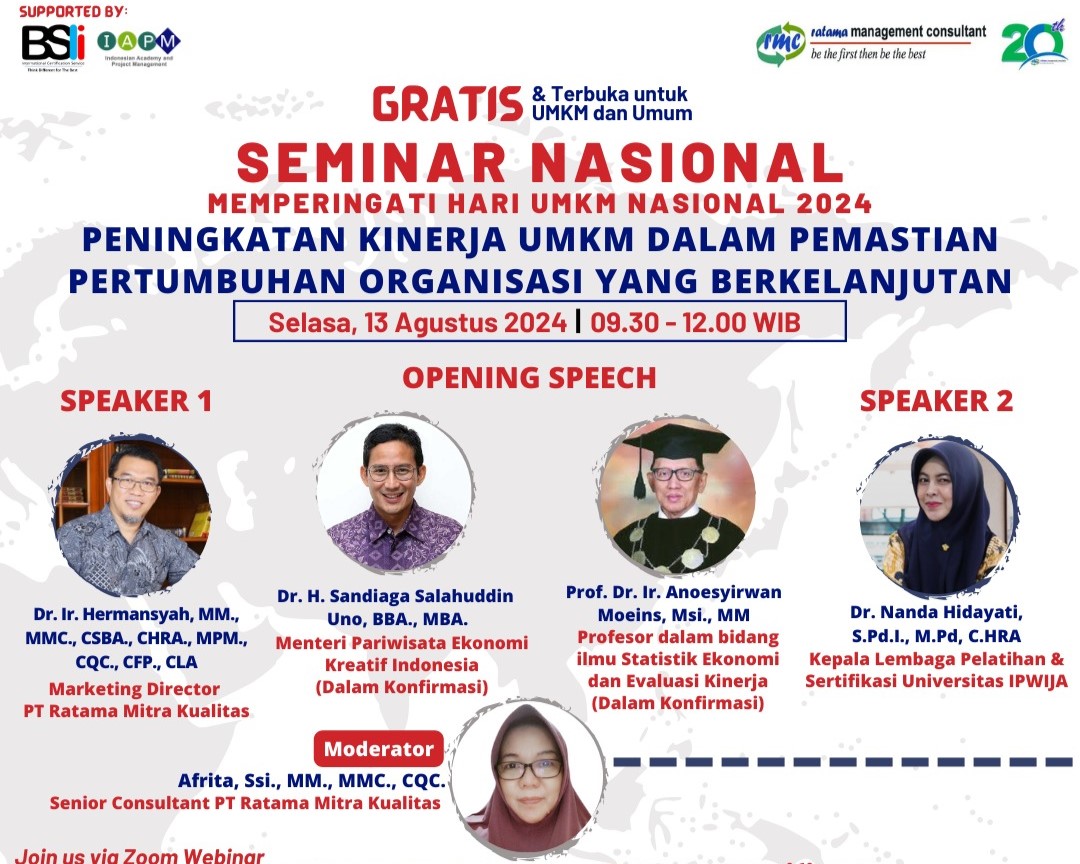 SUPPORTED BY:
BSIi
International Certification Service
Think Different for The Best
IAPM
Indonesian Academy and
Project Management
rmc
ratama management consultant
be the first then be the best
20th
GRATIS
& Terbuka untuk
UMKM dan Umum
SEMINAR NASIONAL
MEMPERINGATI HARI UMKM NASIONAL 2024
PENINGKATAN KINERJA UMKM DALAM PEMASTIAN
PERTUMBUHAN ORGANISASI YANG BERKELANJUTAN
Selasa, 13 Agustus 2024 | 09.30 - 12.00 WIB
OPENING SPEECH
SPEAKER 1
Dr. Ir. Hermansyah, MM.,
MMC., CSBA., CHRA., MPM.,
CQC., CFP., CLA
Marketing Director
PT Ratama Mitra Kualitas
Dr. H. Sandiaga Salahuddin
Uno, BBA., MBA.
Menteri Pariwisata Ekonomi
Kreatif Indonesia
(Dalam Konfirmasi)
Prof. Dr. Ir. Anoesyirwan
Moeins, Msi., MM
Profesor dalam bidang
ilmu Statistik Ekonomi
dan Evaluasi Kinerja
(Dalam Konfirmasi)
SPEAKER 2
Dr. Nanda Hidayati,
S.Pd.I., M.Pd, C.HRA
Kepala Lembaga Pelatihan &
Sertifikasi Universitas IPWIJA
Moderator
Afrita, Ssi., MM., MMC., CQC.
Senior Consultant PT Ratama Mitra Kualitas
Join us via Zoom Webinar